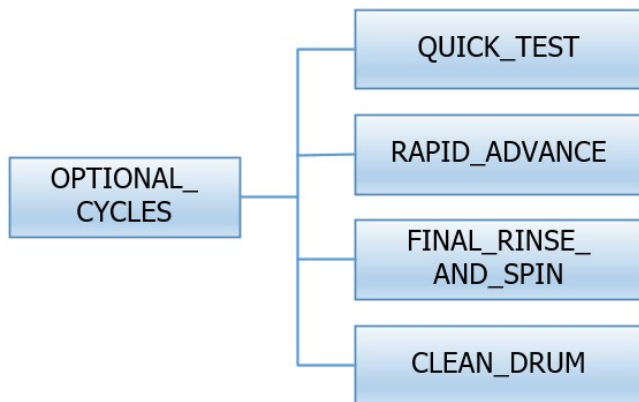 QUICK_TEST
RAPID_ADVANCE
OPTIONAL_
CYCLES
FINAL_RINSE_
AND_SPIN
CLEAN_DRUM